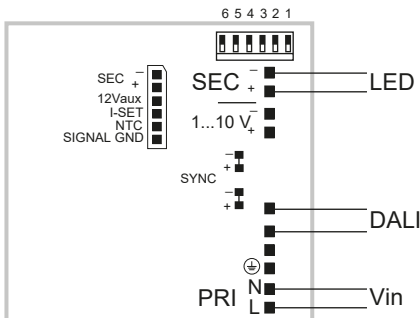 6 5 4 3 2 1
SEC − +
12Vaux
I-SET
NTC
SIGNAL GND
SEC − +
LED
1...10 V − +
− +
SYNC
− +
DALI
PRI N
L
Vin